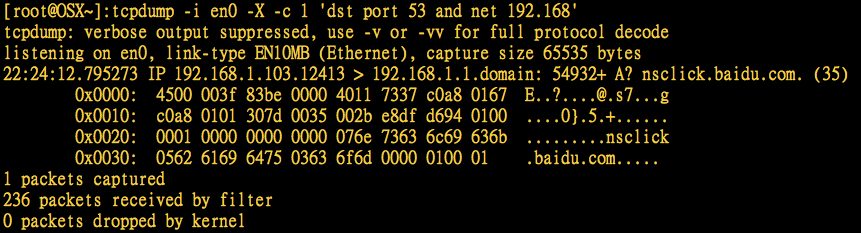 [root@OSX~]:tcpdump -i en0 -X -c 1 'dst port 53 and net 192.168'
tcpdump: verbose output suppressed, use -v or -vv for full protocol decode
listening on en0, link-type EN10MB (Ethernet), capture size 65535 bytes
22:24:12.795273 IP 192.168.1.103.12413 > 192.168.1.1.domain: 54932+ A? nsclick.baidu.com. (35)
0x0000: 4500 003f 83be 0000 4011 7337 c0a8 0167 E..?....@.s7...g
0x0010: c0a8 0101 307d 0035 002b e8df d694 0100 ....0}.5.+......
0x0020: 0001 0000 0000 0000 076e 7363 6c69 636b .........nsclick
0x0030: 0562 6169 6475 0363 6f6d 0000 0100 01 .baidu.com.....
1 packets captured
236 packets received by filter
0 packets dropped by kernel